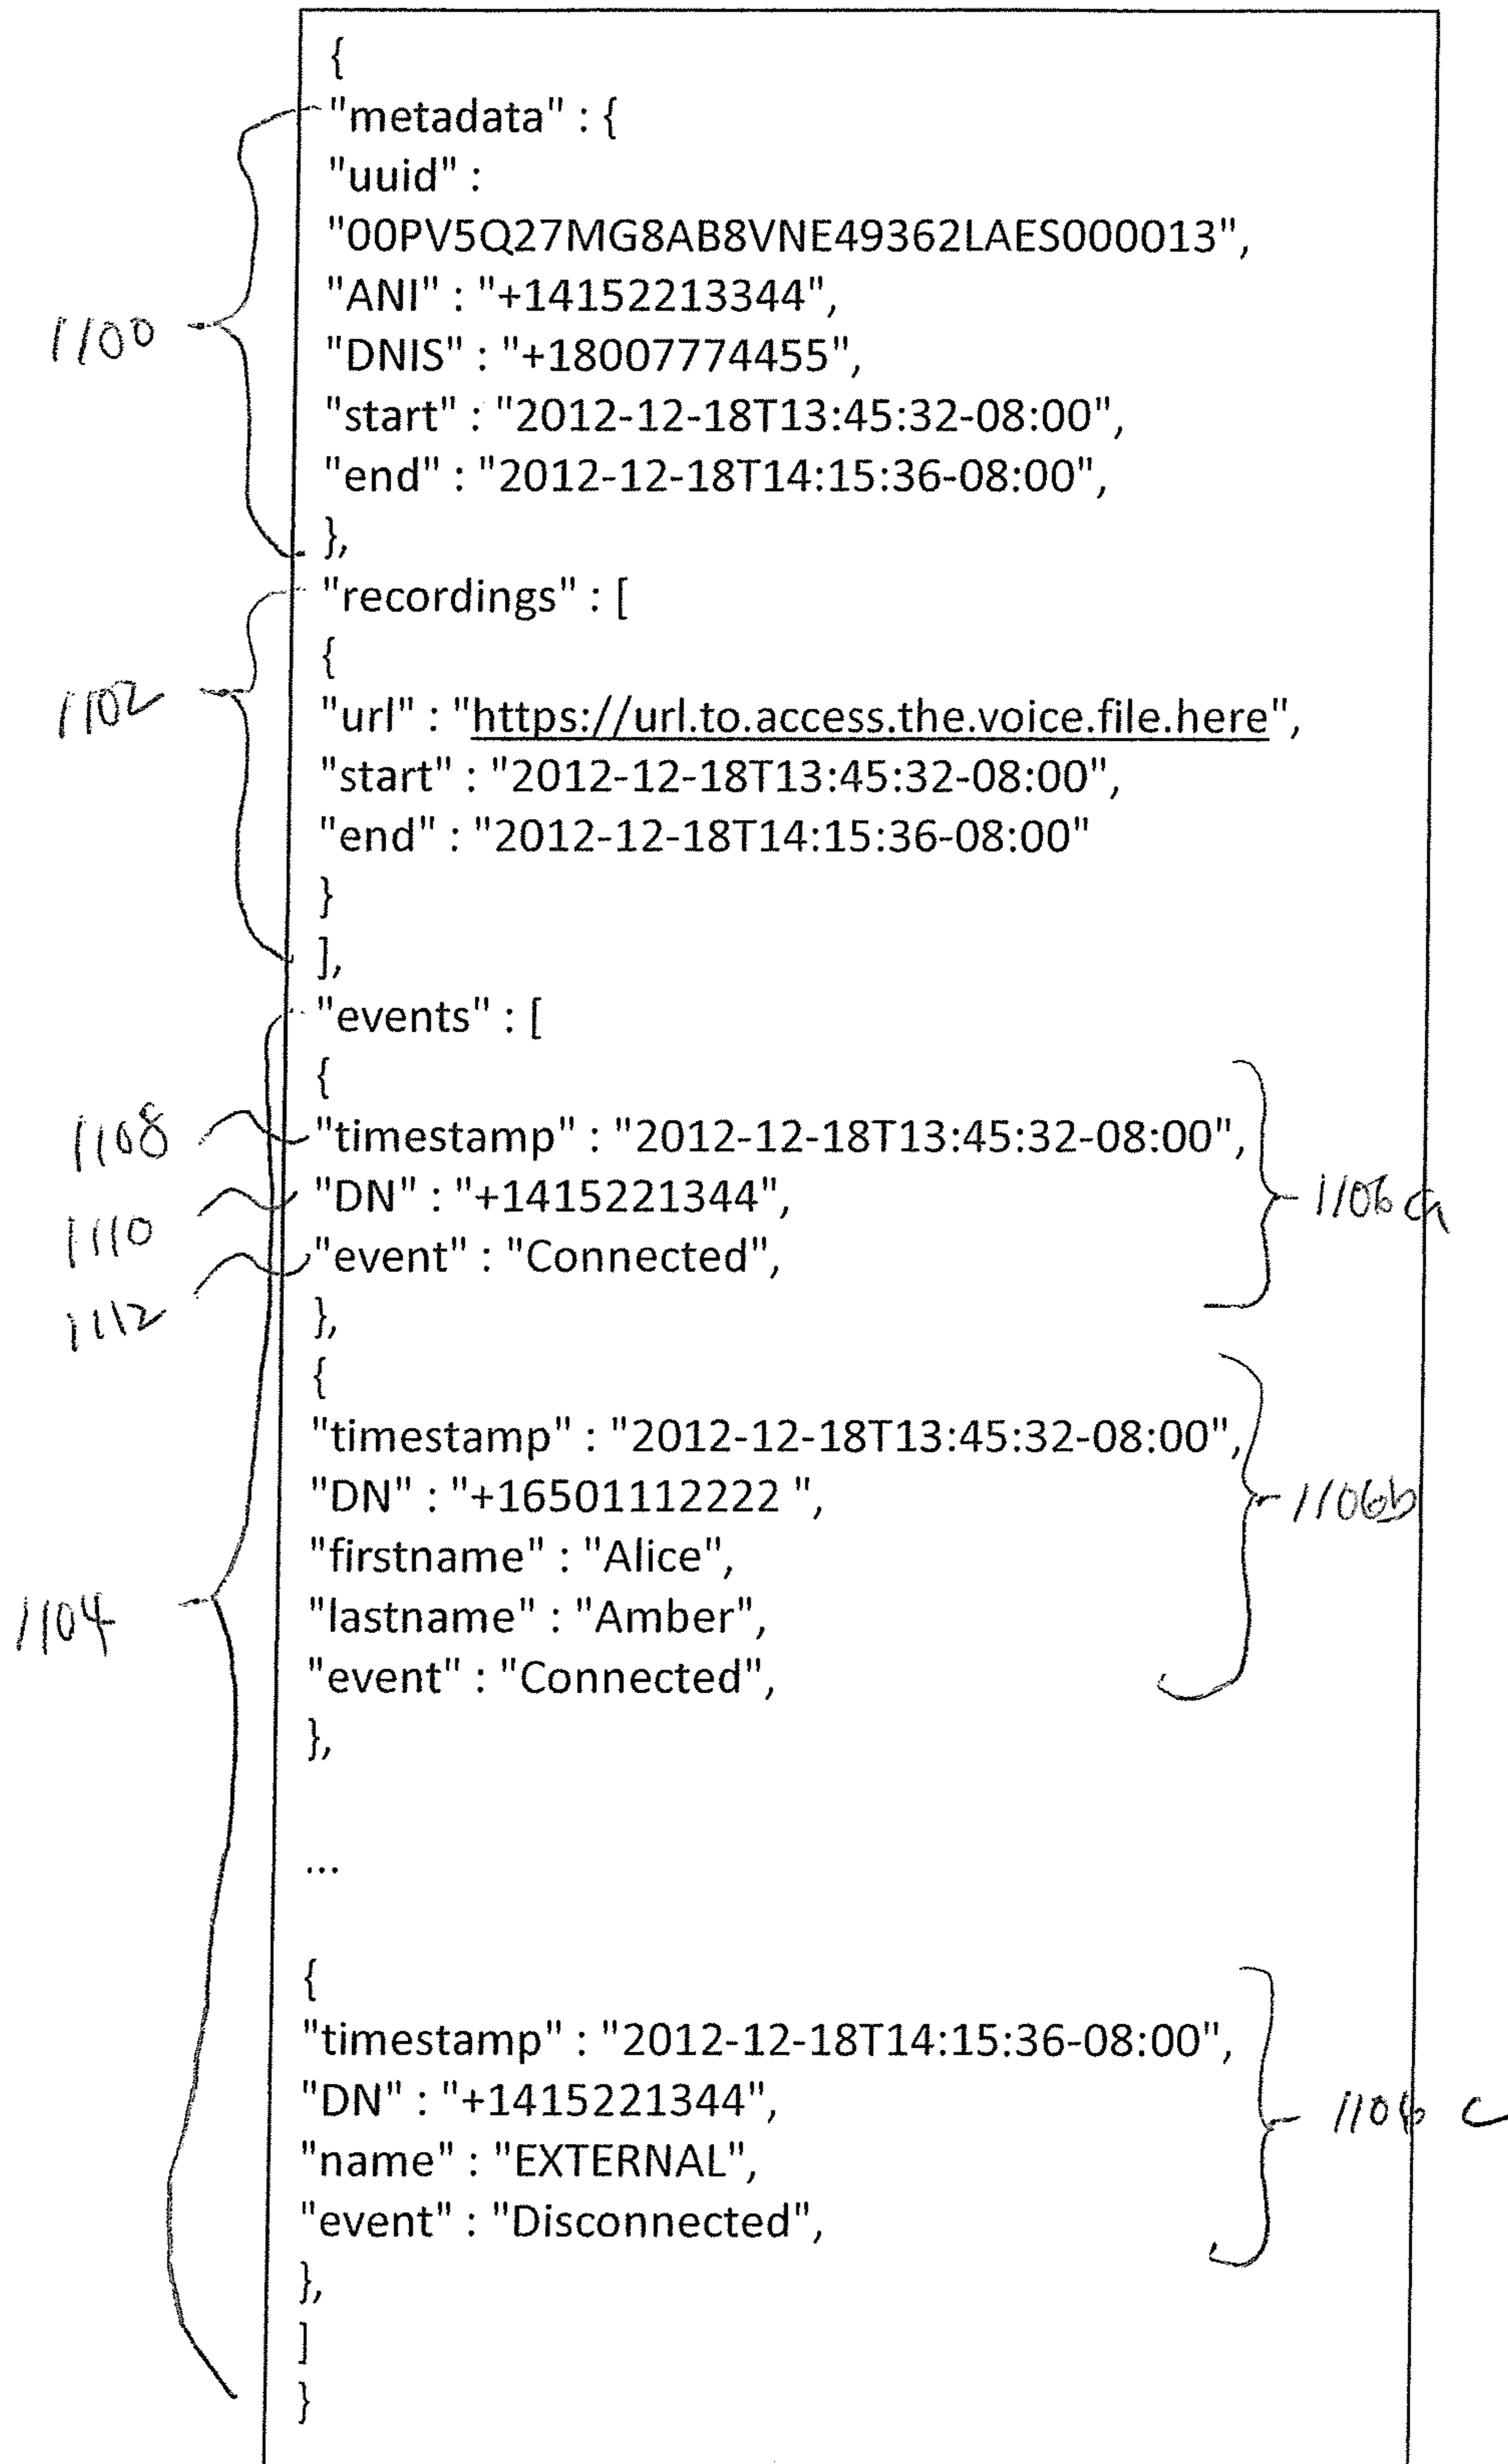 {
"metadata" : {
"uuid" :
"00PV5Q27MG8AB8VNE49362LAES000013",
"ANI" : "+14152213344",
1100
"DNIS" : "+18007774455",
"start" : "2012-12-18T13:45:32-08:00",
"end" : "2012-12-18T14:15:36-08:00",
},
"recordings" : [
{
1102
"url" : "https://url.to.access.the.voice.file.here",
"start" : "2012-12-18T13:45:32-08:00",
"end" : "2012-12-18T14:15:36-08:00"
}
],
"events" : [
{
1108
"timestamp" : "2012-12-18T13:45:32-08:00",
1110
"DN" : "+1415221344",
1106a
1112
"event" : "Connected",
},
{
"timestamp" : "2012-12-18T13:45:32-08:00",
"DN" : "+16501112222 ",
1106b
"firstname" : "Alice",
1104
"lastname" : "Amber",
"event" : "Connected",
},
...
{
"timestamp" : "2012-12-18T14:15:36-08:00",
"DN" : "+1415221344",
1106 c
"name" : "EXTERNAL",
"event" : "Disconnected",
},
]
}